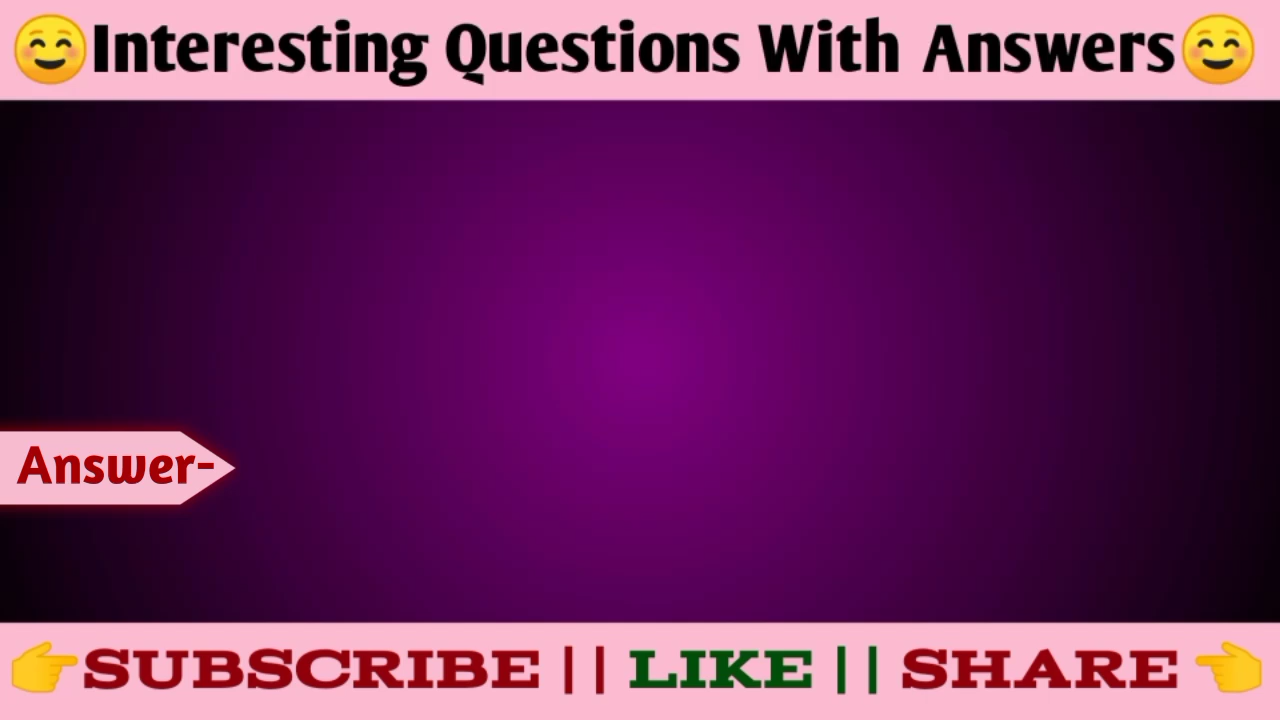 Interesting Questions With Answers
Answer-
SUBSCRIBE || LIKE || SHARE